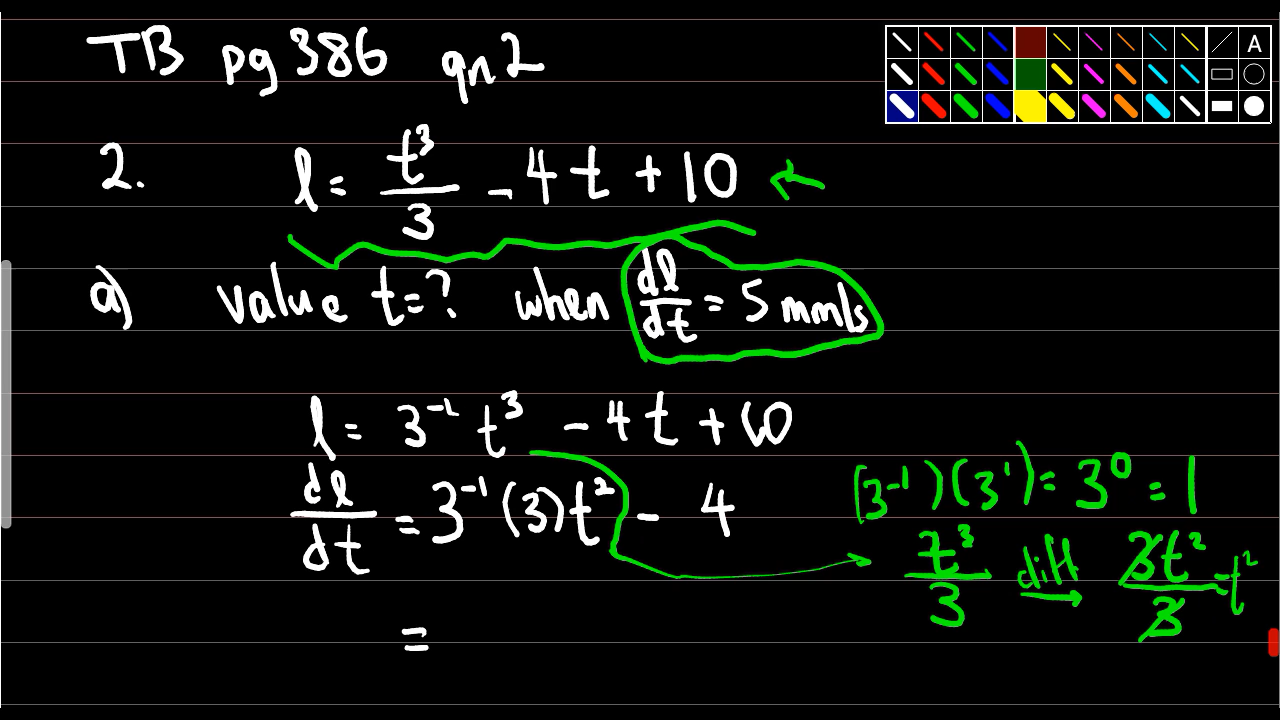 TB pg 386 qn 2
A
2. l = t³/3 - 4t + 10
a) value t = ? when dl/dt = 5 mm/s
l = 3⁻¹ t³ - 4t + 10
dl/dt = 3⁻¹ (3) t² - 4
(3⁻¹)(3¹) = 3⁰ = 1
t³/3 diff → 3t²/3 = t²
=